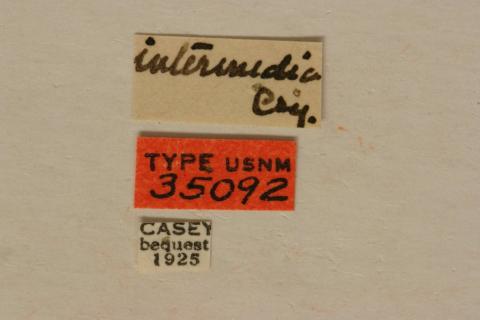 intermedia
Csy.
TYPE USNM
35092
CASEY
bequest
1925